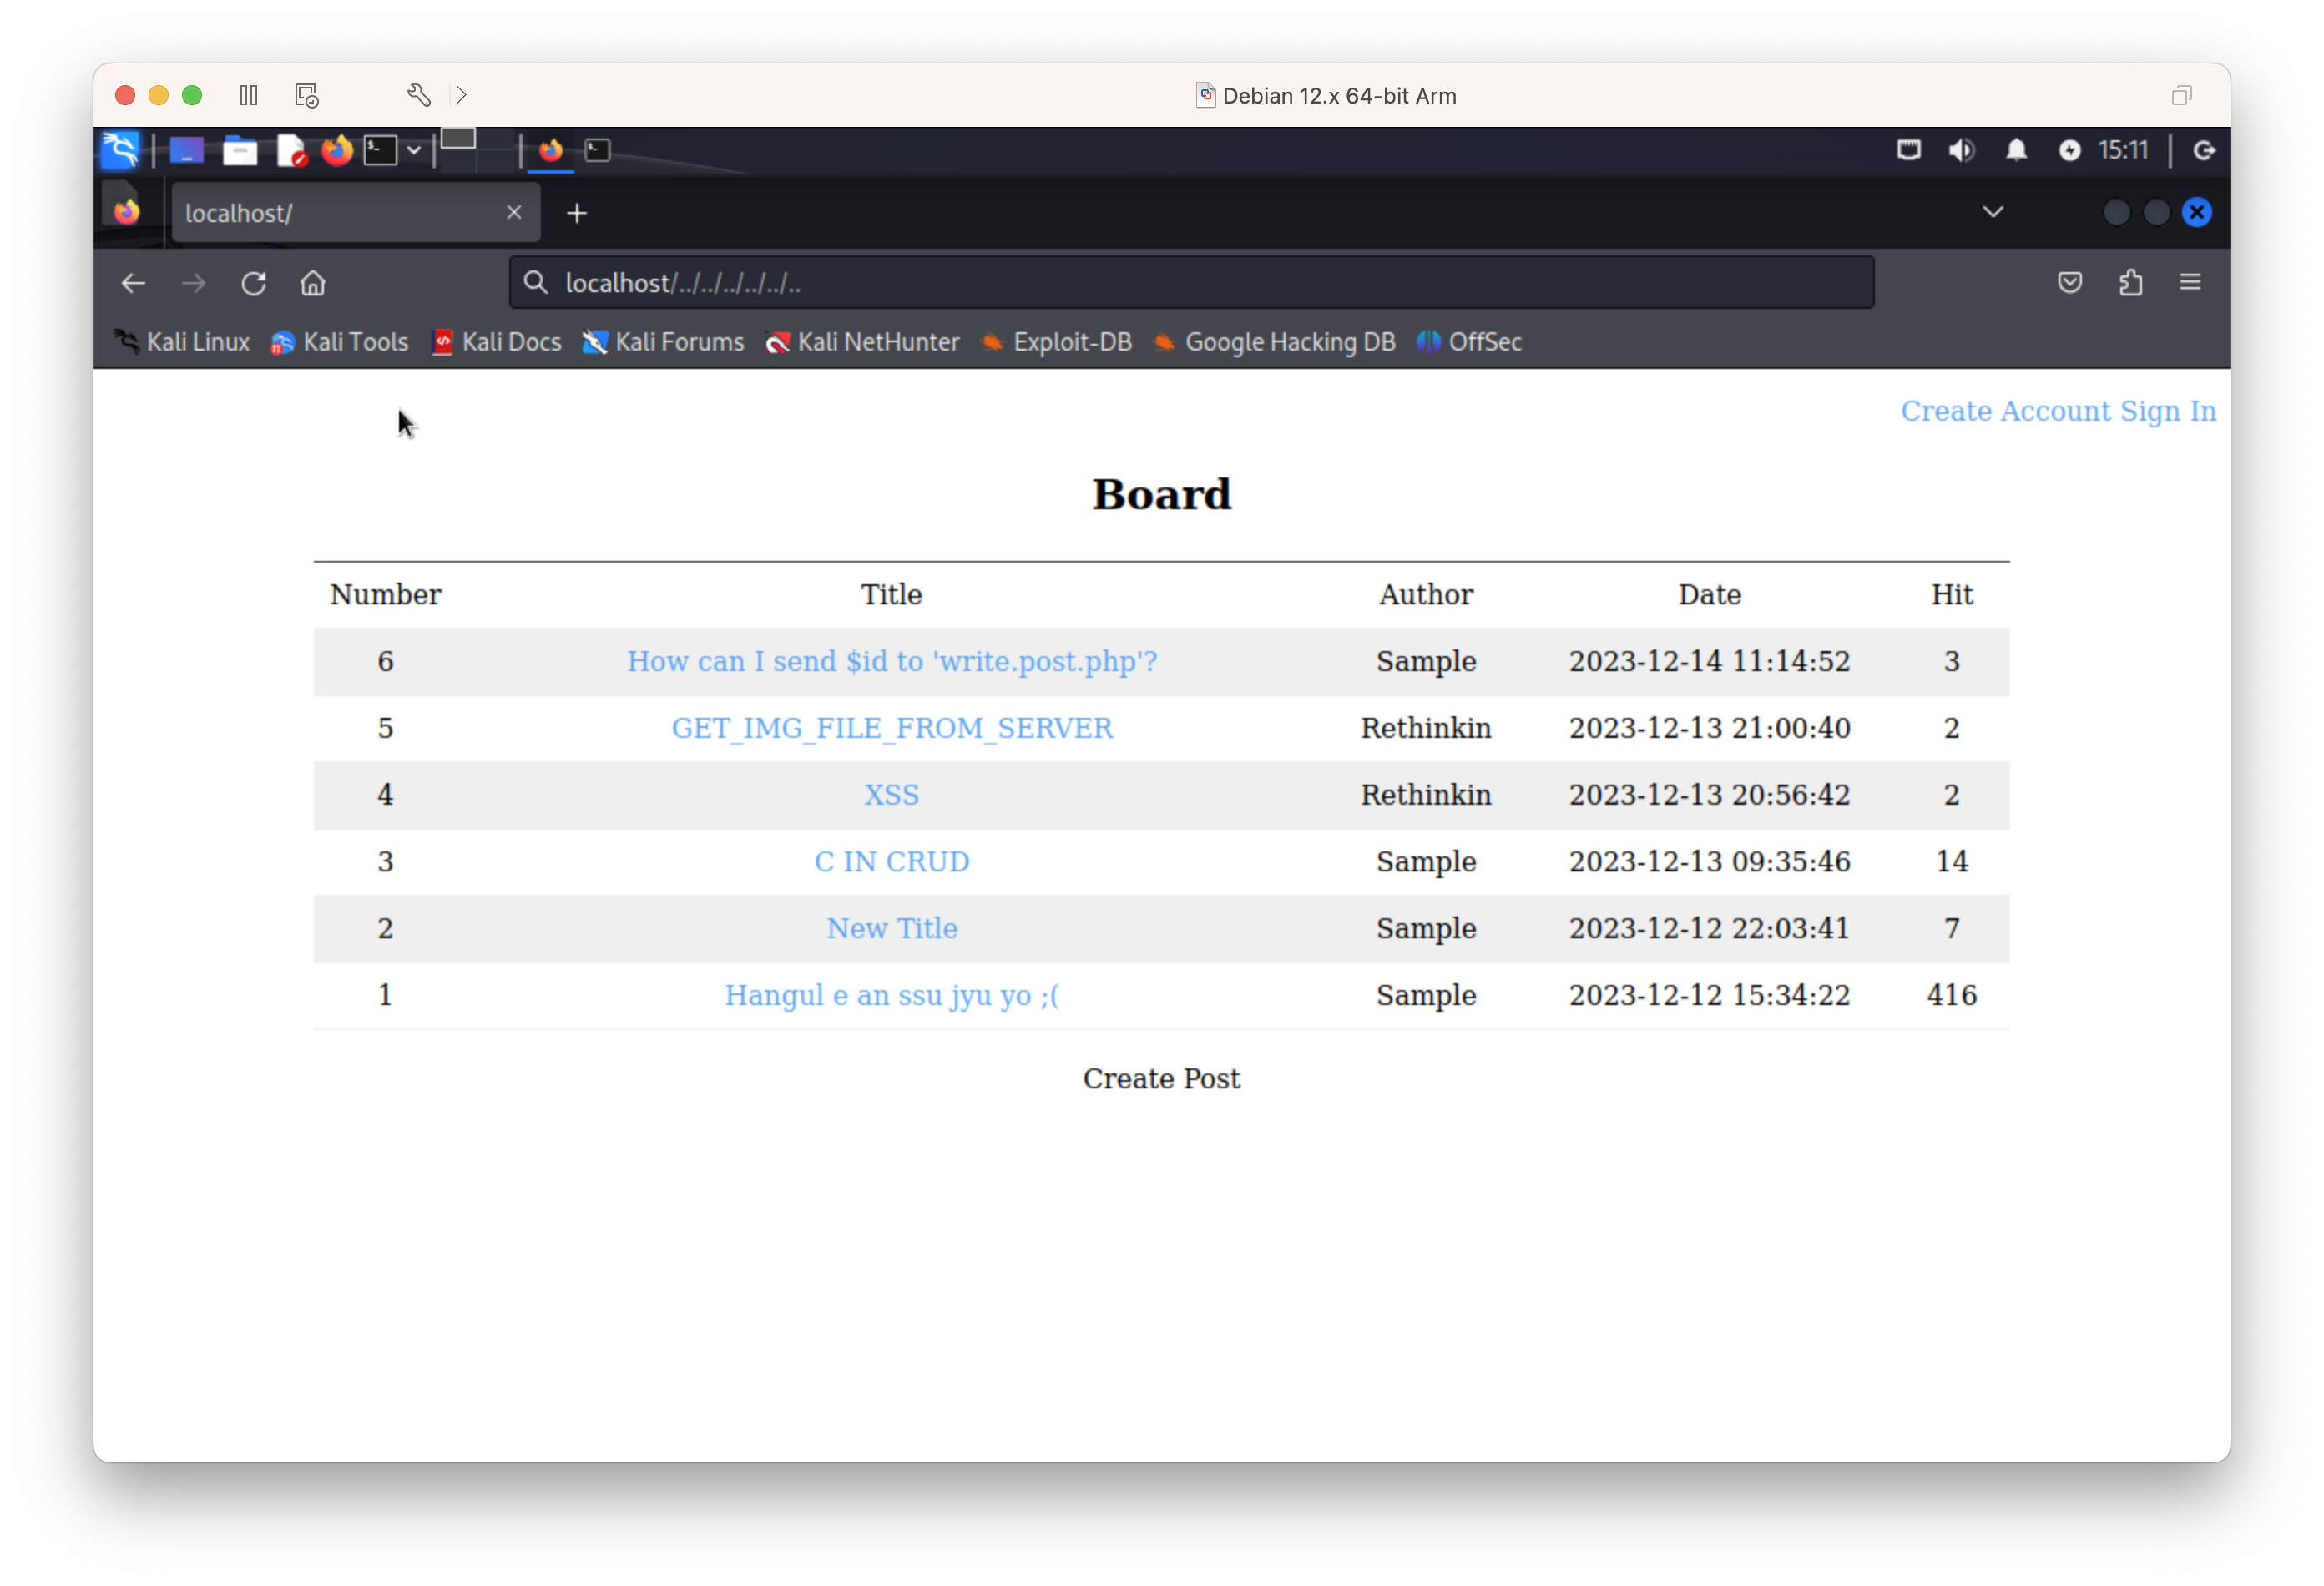 Debian 12.x 64-bit Arm
15:11
localhost/
localhost/../../../../../..
Kali Linux Kali Tools Kali Docs Kali Forums Kali NetHunter Exploit-DB Google Hacking DB OffSec
Create Account Sign In
Board
Number Title Author Date Hit
6 How can I send $id to 'write.post.php'? Sample 2023-12-14 11:14:52 3
5 GET_IMG_FILE_FROM_SERVER Rethinkin 2023-12-13 21:00:40 2
4 XSS Rethinkin 2023-12-13 20:56:42 2
3 C IN CRUD Sample 2023-12-13 09:35:46 14
2 New Title Sample 2023-12-12 22:03:41 7
1 Hangul e an ssu jyu yo ;( Sample 2023-12-12 15:34:22 416
Create Post